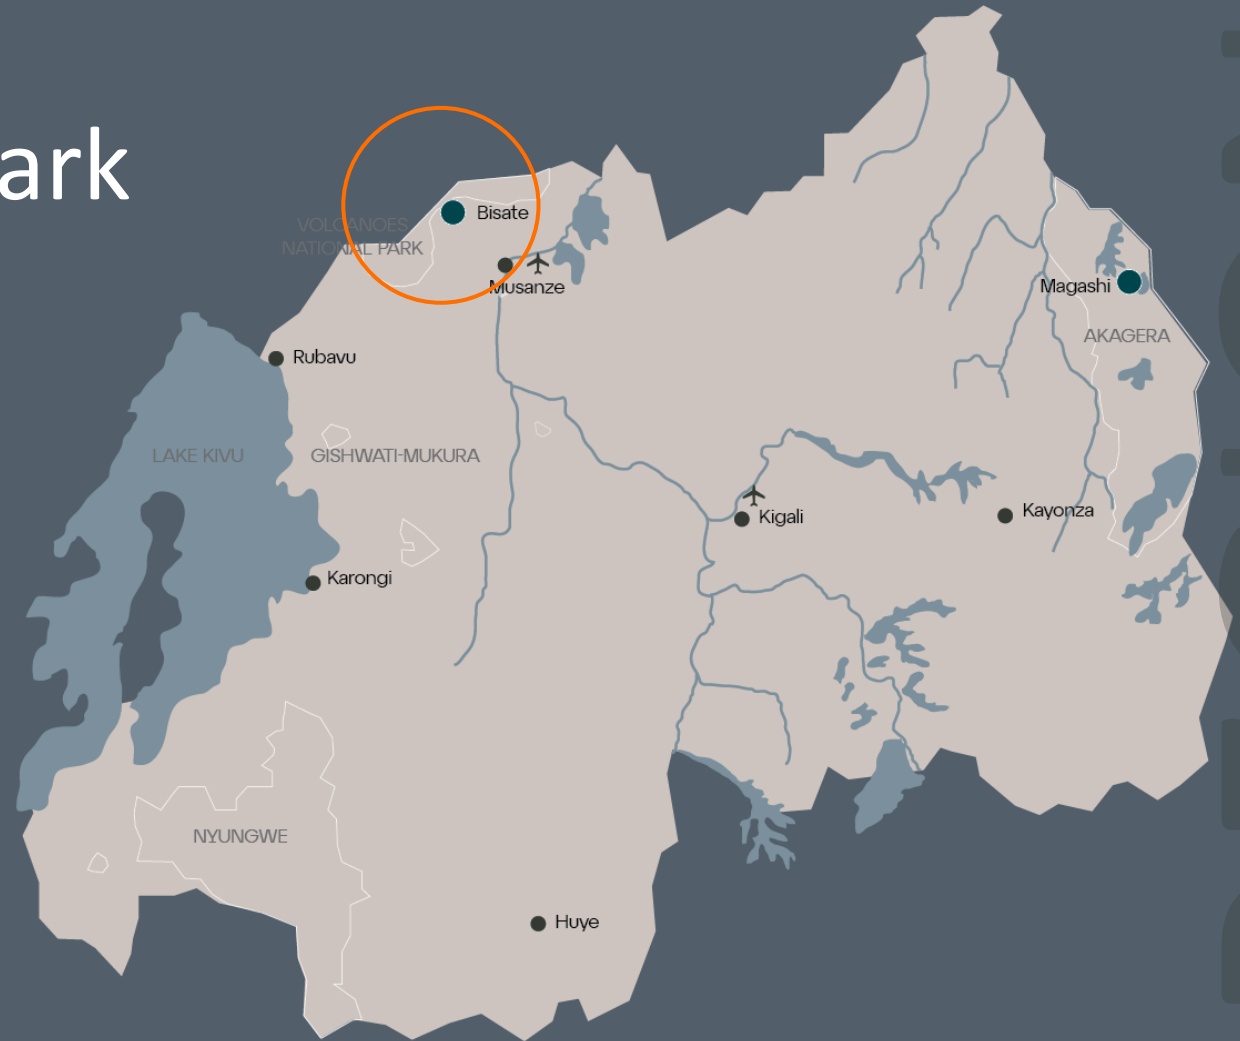 ark
VOLCANOES
NATIONAL PARK
Bisate
Musanze
Magashi
AKAGERA
Rubavu
LAKE KIVU
GISHWATI-MUKURA
Kigali
Kayonza
Karongi
NYUNGWE
Huye